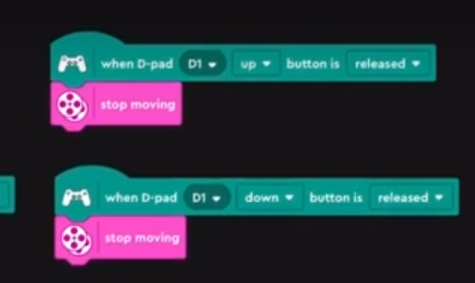 when D-pad D1 up button is released
stop moving
when D-pad D1 down button is released
stop moving